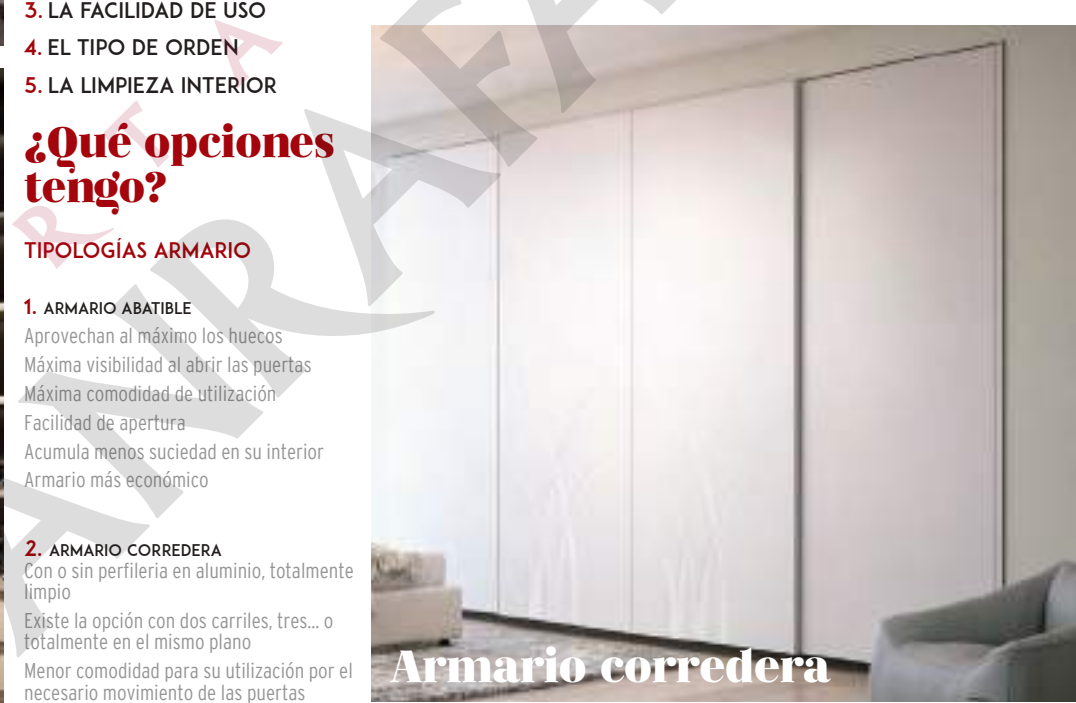 3. LA FACILIDAD DE USO
4. EL TIPO DE ORDEN
5. LA LIMPIEZA INTERIOR
¿Qué opciones
tengo?
TIPOLOGÍAS ARMARIO
1. ARMARIO ABATIBLE
Aprovechan al máximo los huecos
Máxima visibilidad al abrir las puertas
Máxima comodidad de utilización
Facilidad de apertura
Acumula menos suciedad en su interior
Armario más económico
2. ARMARIO CORREDERA
Con o sin perfileria en aluminio, totalmente
limpio
Existe la opción con dos carriles, tres... o
totalmente en el mismo plano
Menor comodidad para su utilización por el
necesario movimiento de las puertas
Armario corredera